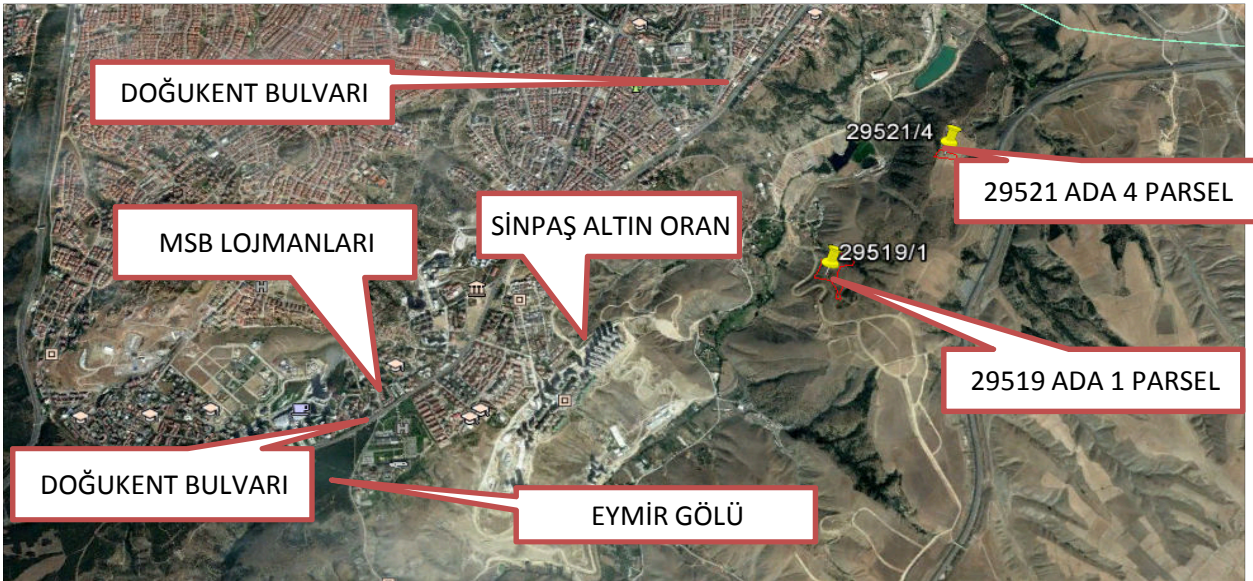 DOĞUKENT BULVARI
29521/4
29521 ADA 4 PARSEL
MSB LOJMANLARI
SİNPAŞ ALTIN ORAN
29519/1
29519 ADA 1 PARSEL
DOĞUKENT BULVARI
EYMİR GÖLÜ